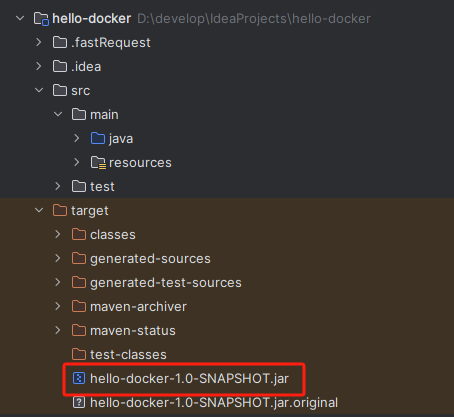 hello-docker D:\develop\IdeaProjects\hello-docker
.fastRequest
.idea
src
main
java
resources
test
target
classes
generated-sources
generated-test-sources
maven-archiver
maven-status
test-classes
hello-docker-1.0-SNAPSHOT.jar
hello-docker-1.0-SNAPSHOT.jar.original